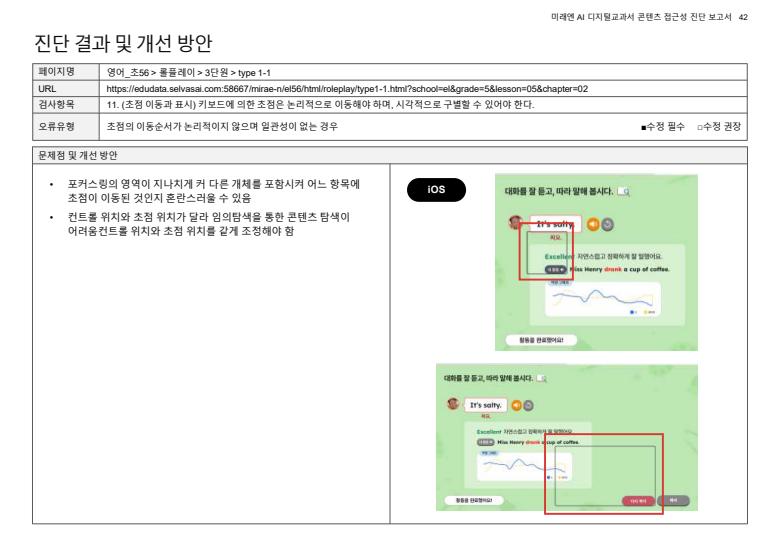 미래엔 AI 디지털교과서 콘텐츠 접근성 진단 보고서 42
진단 결과 및 개선 방안
페이지명 영어_초56 > 롤플레이 > 3단원 > type 1-1
URL https://edudata.selvasai.com:58667/mirae-n/el56/html/roleplay/type1-1.html?school=el&grade=5&lesson=05&chapter=02
검사항목 11. (초점 이동과 표시) 키보드에 의한 초점은 논리적으로 이동해야 하며, 시각적으로 구별할 수 있어야 한다.
오류유형 초점의 이동순서가 논리적이지 않으며 일관성이 없는 경우 ■수정 필수 □수정 권장
문제점 및 개선 방안
• 포커스링의 영역이 지나치게 커 다른 개체를 포함시켜 어느 항목에
초점이 이동된 것인지 혼란스러울 수 있음
• 컨트롤 위치와 초점 위치가 달라 임의탐색을 통한 콘텐츠 탐색이
어려움컨트롤 위치와 초점 위치를 같게 조정해야 함
iOS
대화를 잘 듣고, 따라 말해 봅시다.
It's salty.
짜요.
Excellent 자연스럽고 정확하게 잘 말했어요.
Miss Henry drank a cup of coffee.
활동을 완료했어요!
대화를 잘 듣고, 따라 말해 봅시다.
It's salty.
짜요.
Excellent 자연스럽고 정확하게 잘 말했어요.
Miss Henry drank a cup of coffee.
활동을 완료했어요!
다시 하기